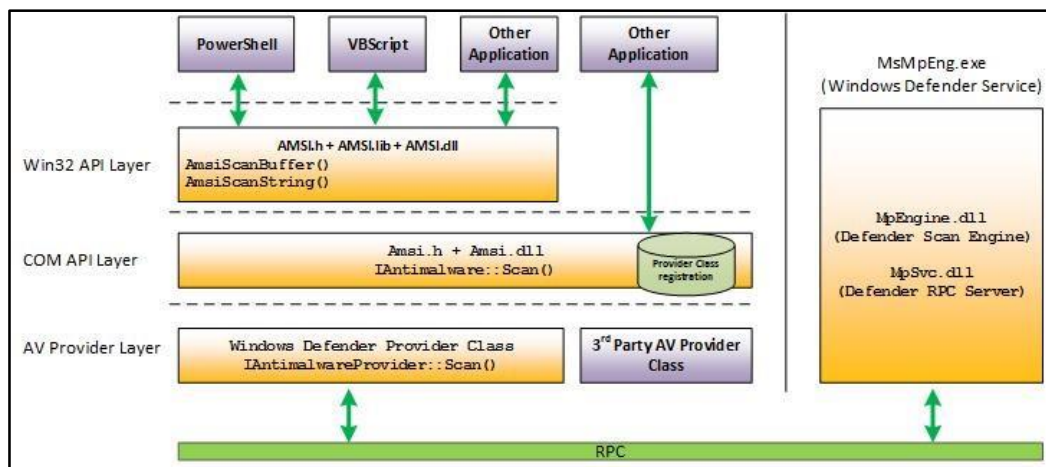 PowerShell
VBScript
Other
Application
Other
Application
MsMpEng.exe
(Windows Defender Service)
Win32 API Layer
AMSI.h + AMSI.lib + AMSI.dll
AmsiScanBuffer()
AmsiScanString()
COM API Layer
Amsi.h + Amsi.dll
IAntimalware::Scan()
Provider Class
registration
MpEngine.dll
(Defender Scan Engine)
MpSvc.dll
(Defender RPC Server)
AV Provider Layer
Windows Defender Provider Class
IAntimalwareProvider::Scan()
3rd Party AV Provider
Class
RPC